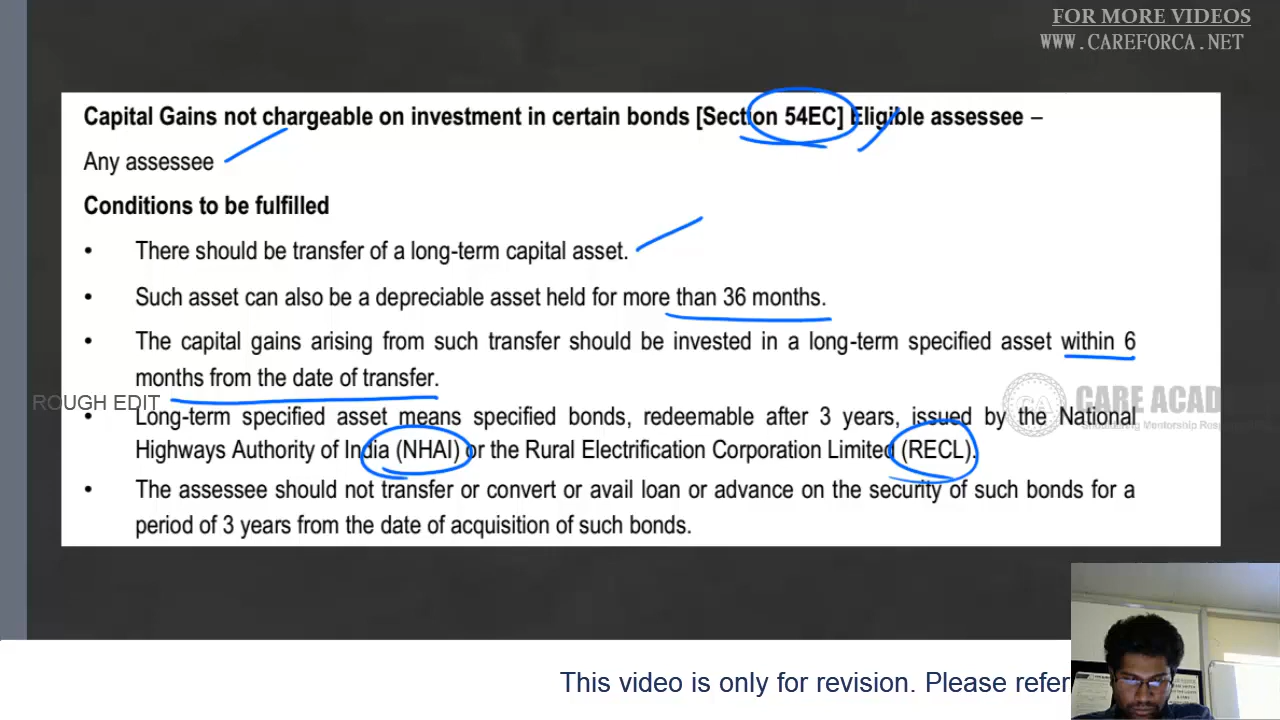 FOR MORE VIDEOS
WWW.CAREFORCA.NET
Capital Gains not chargeable on investment in certain bonds [Section 54EC] Eligible assessee –
Any assessee
Conditions to be fulfilled
• There should be transfer of a long-term capital asset.
• Such asset can also be a depreciable asset held for more than 36 months.
• The capital gains arising from such transfer should be invested in a long-term specified asset within 6
months from the date of transfer.
ROUGH EDIT
CARE ACAD
• Long-term specified asset means specified bonds, redeemable after 3 years, issued by the National
Highways Authority of India (NHAI) or the Rural Electrification Corporation Limited (RECL).
• The assessee should not transfer or convert or avail loan or advance on the security of such bonds for a
period of 3 years from the date of acquisition of such bonds.
This video is only for revision. Please refer